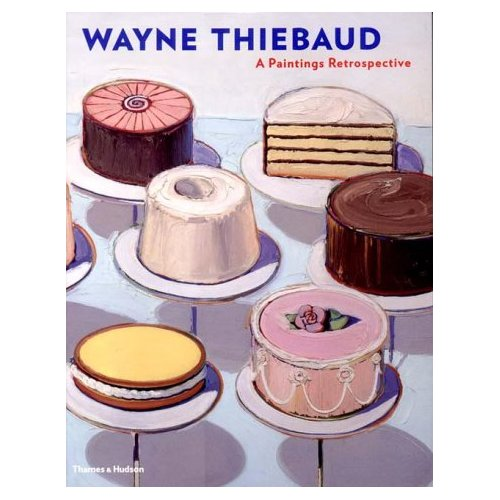 WAYNE THIEBAUD
A Paintings Retrospective
Thames & Hudson